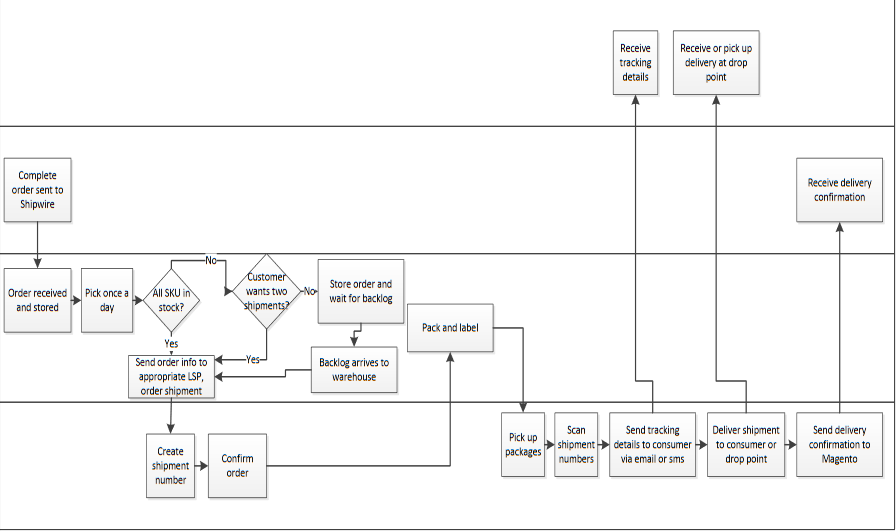 Receive
tracking
details
Receive or pick up
delivery at drop
point
Complete
order sent to
Shipwire
Receive delivery
confirmation
Order received
and stored
Pick once a
day
All SKU in
stock?
No
Yes
Customer
wants two
shipments?
No
Yes
Store order and
wait for backlog
Backlog arrives to
warehouse
Send order info to
appropriate LSP,
order shipment
Pack and label
Create
shipment
number
Confirm
order
Pick up
packages
Scan
shipment
numbers
Send tracking
details to consumer
via email or sms
Deliver shipment
to consumer or
drop point
Send delivery
confirmation to
Magento